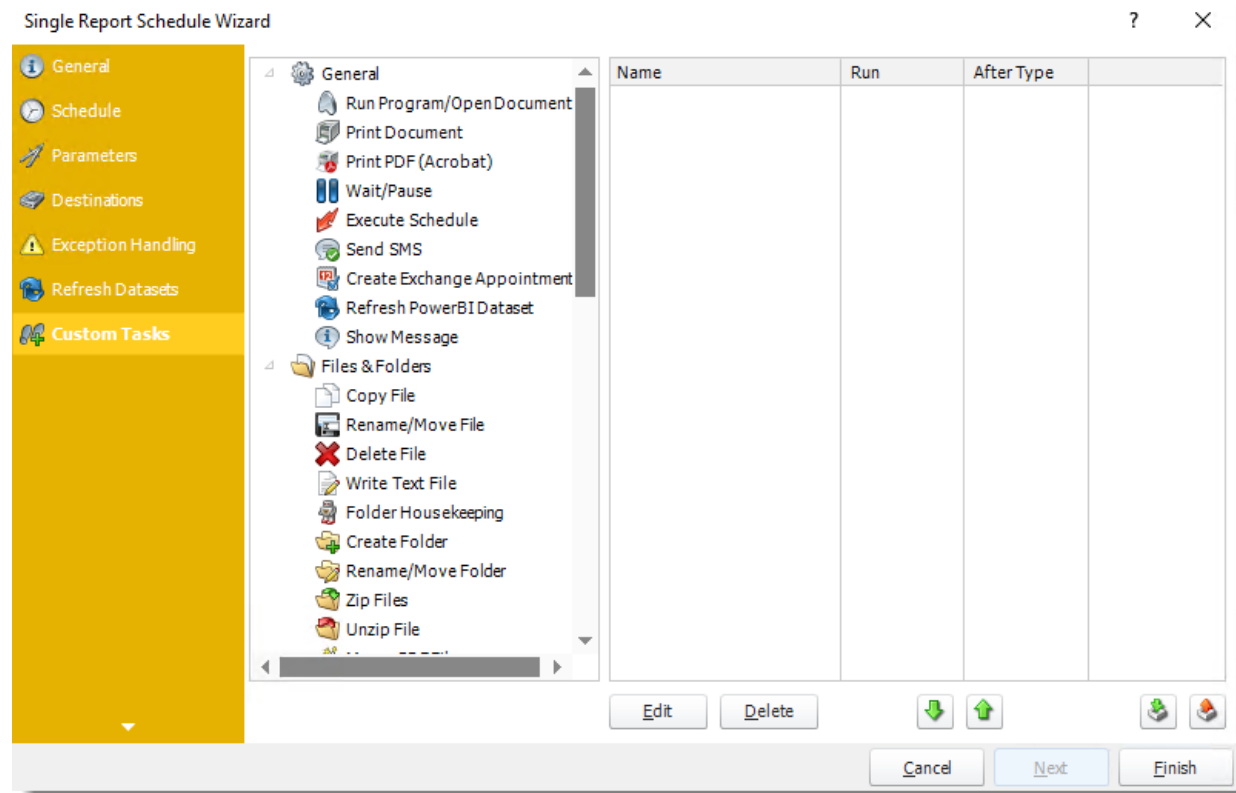 Single Report Schedule Wizard
?
General
Schedule
Parameters
Destinations
Exception Handling
Refresh Datasets
Custom Tasks
General
Run Program/Open Document
Print Document
Print PDF (Acrobat)
Wait/Pause
Execute Schedule
Send SMS
Create Exchange Appointment
Refresh PowerBI Dataset
Show Message
Files & Folders
Copy File
Rename/Move File
Delete File
Write Text File
Folder Housekeeping
Create Folder
Rename/Move Folder
Zip Files
Unzip File
Name Run After Type
Edit Delete
Cancel Next Finish